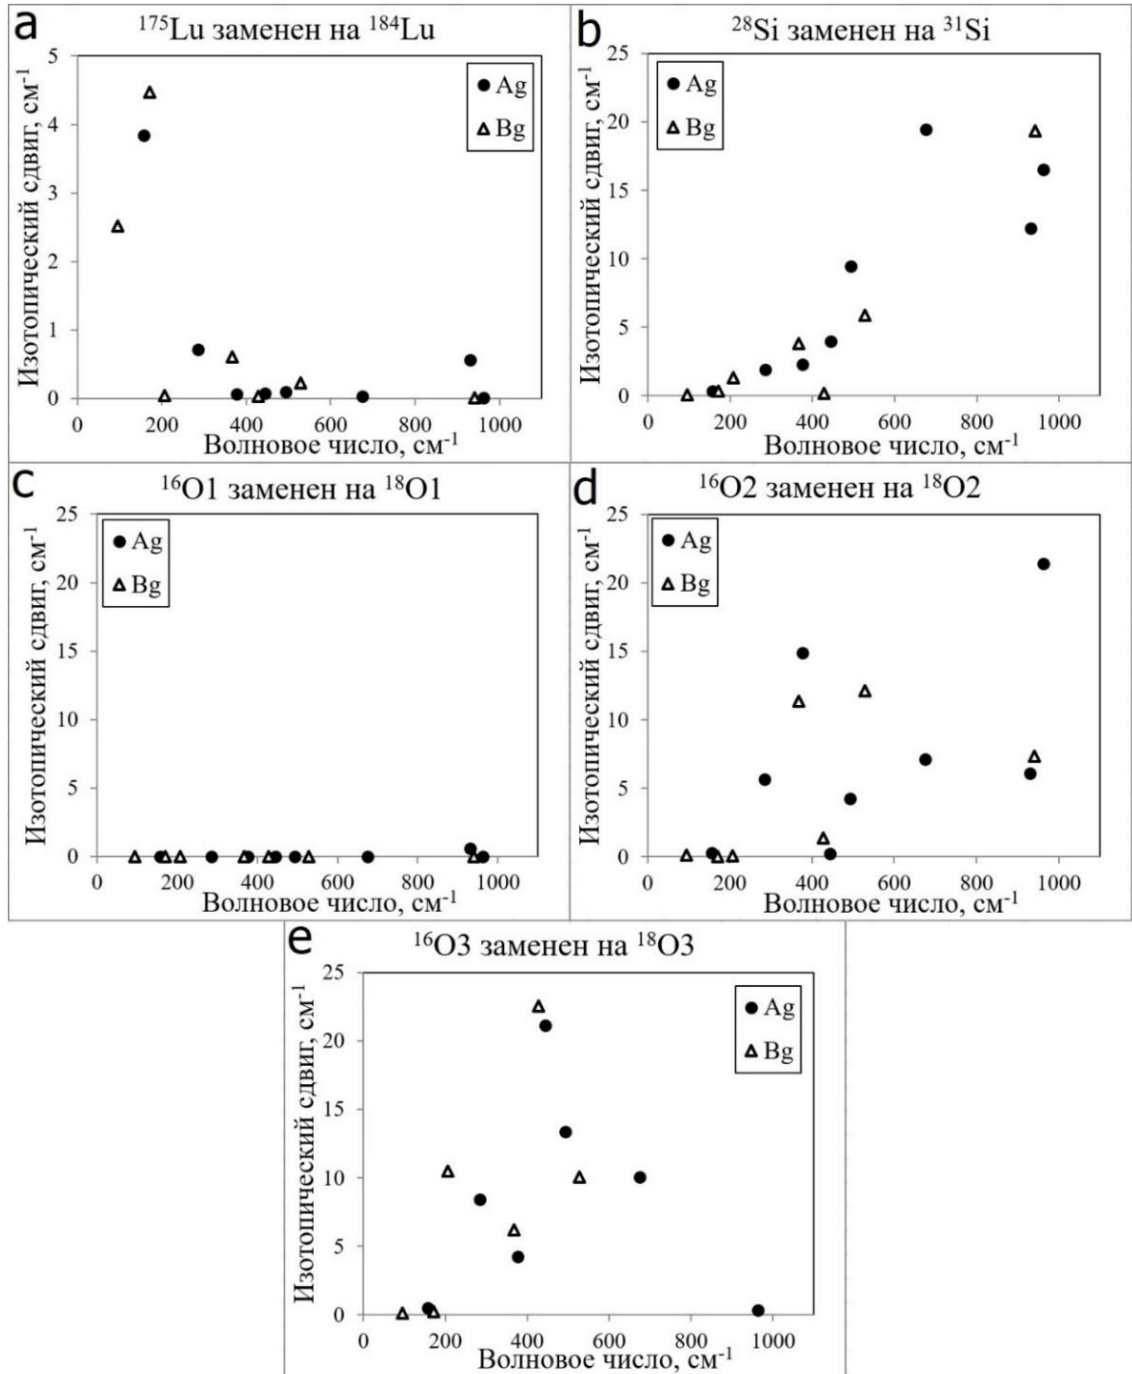 a
¹⁷⁵Lu заменен на ¹⁸⁴Lu
Изотопический сдвиг, см⁻¹
5
4
3
2
1
0
Ag
Bg
0 200 400 600 800 1000
Волновое число, см⁻¹
b
²⁸Si заменен на ³¹Si
Изотопический сдвиг, см⁻¹
25
20
15
10
5
0
Ag
Bg
0 200 400 600 800 1000
Волновое число, см⁻¹
c
¹⁶O1 заменен на ¹⁸O1
Изотопический сдвиг, см⁻¹
25
20
15
10
5
0
Ag
Bg
0 200 400 600 800 1000
Волновое число, см⁻¹
d
¹⁶O2 заменен на ¹⁸O2
Изотопический сдвиг, см⁻¹
25
20
15
10
5
0
Ag
Bg
0 200 400 600 800 1000
Волновое число, см⁻¹
e
¹⁶O3 заменен на ¹⁸O3
Изотопический сдвиг, см⁻¹
25
20
15
10
5
0
Ag
Bg
0 200 400 600 800 1000
Волновое число, см⁻¹